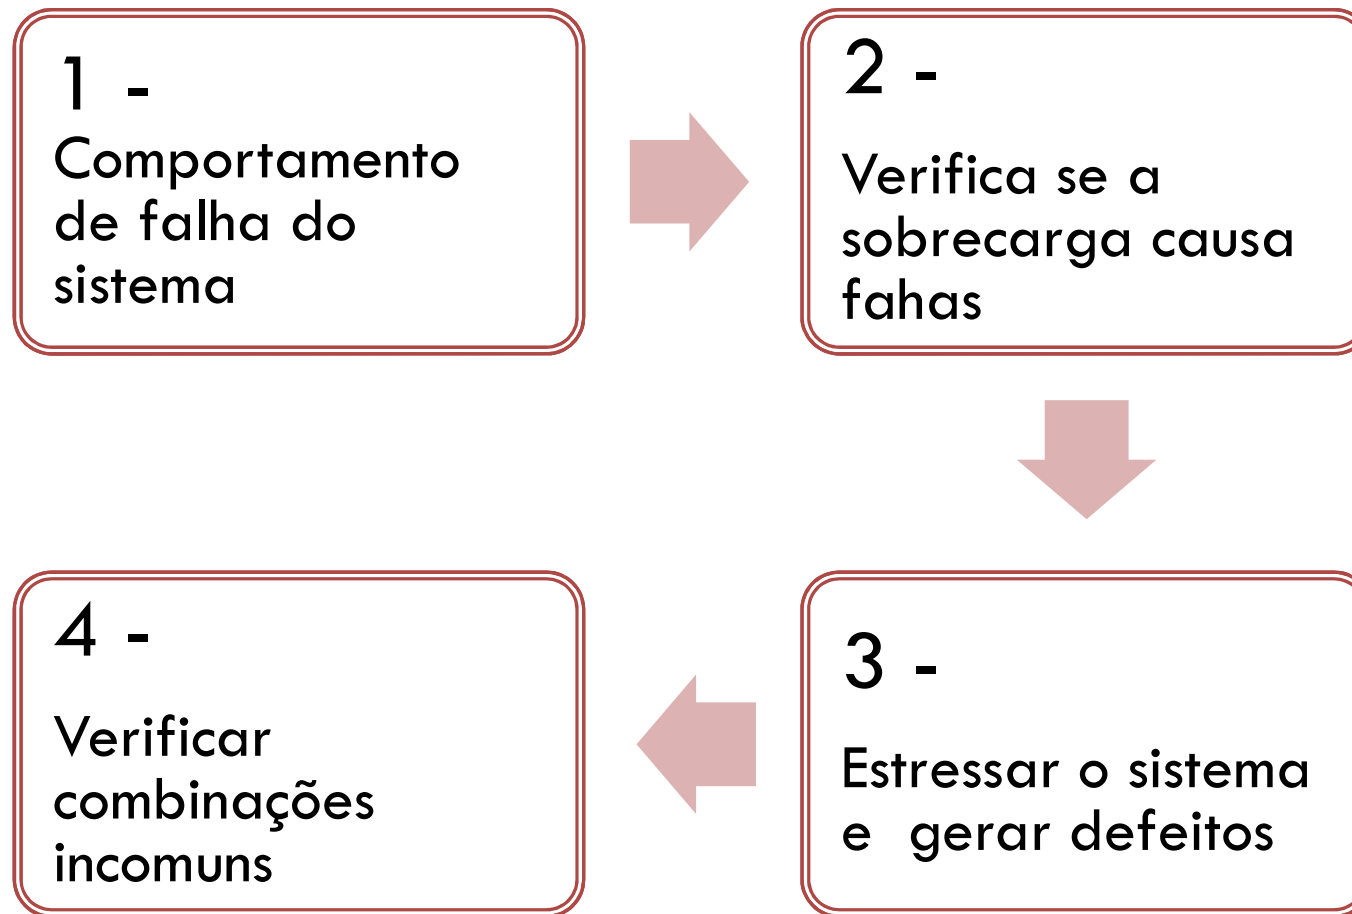 1 -
Comportamento
de falha do
sistema
2 -
Verifica se a
sobrecarga causa
fahas
3 -
Estressar o sistema
e  gerar defeitos
4 -
Verificar
combinações
incomuns